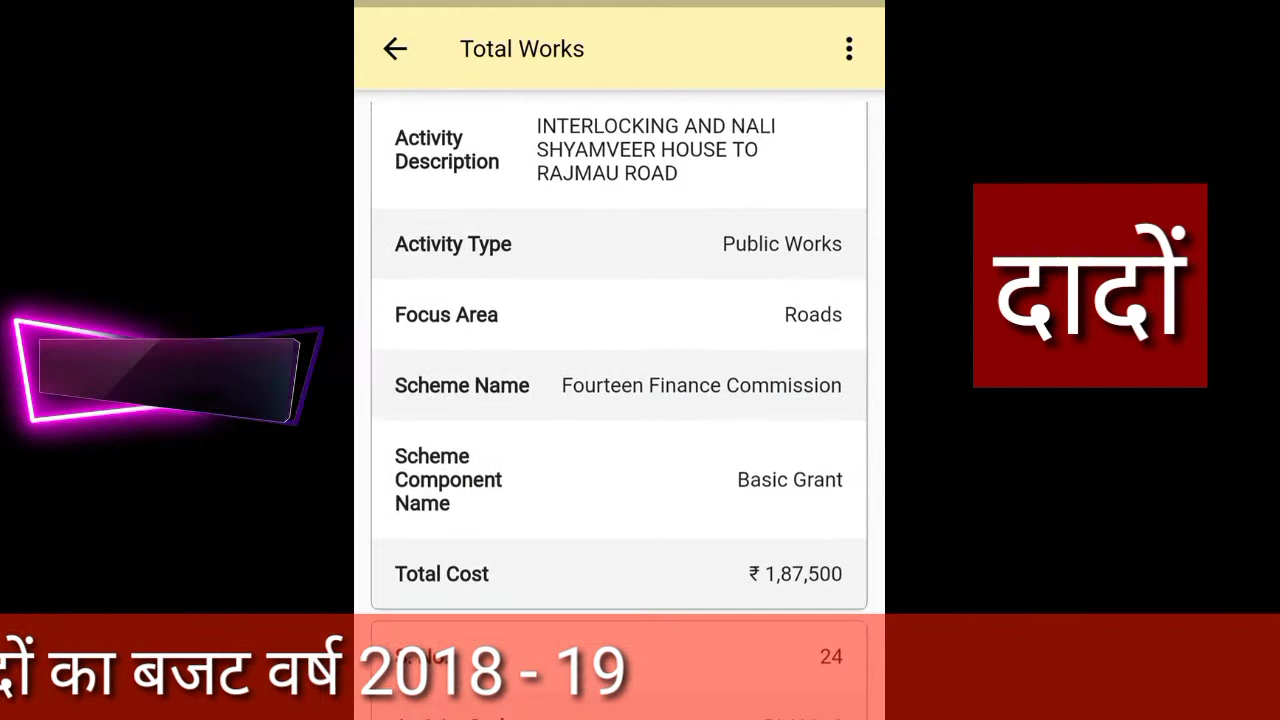 Total Works
Activity
Description
INTERLOCKING AND NALI
SHYAMVEER HOUSE TO
RAJMAU ROAD
Activity Type
Public Works
Focus Area
Roads
Scheme Name
Fourteen Finance Commission
Scheme
Component
Name
Basic Grant
Total Cost
₹ 1,87,500
24
दादों
का बजट वर्ष 2018 - 19